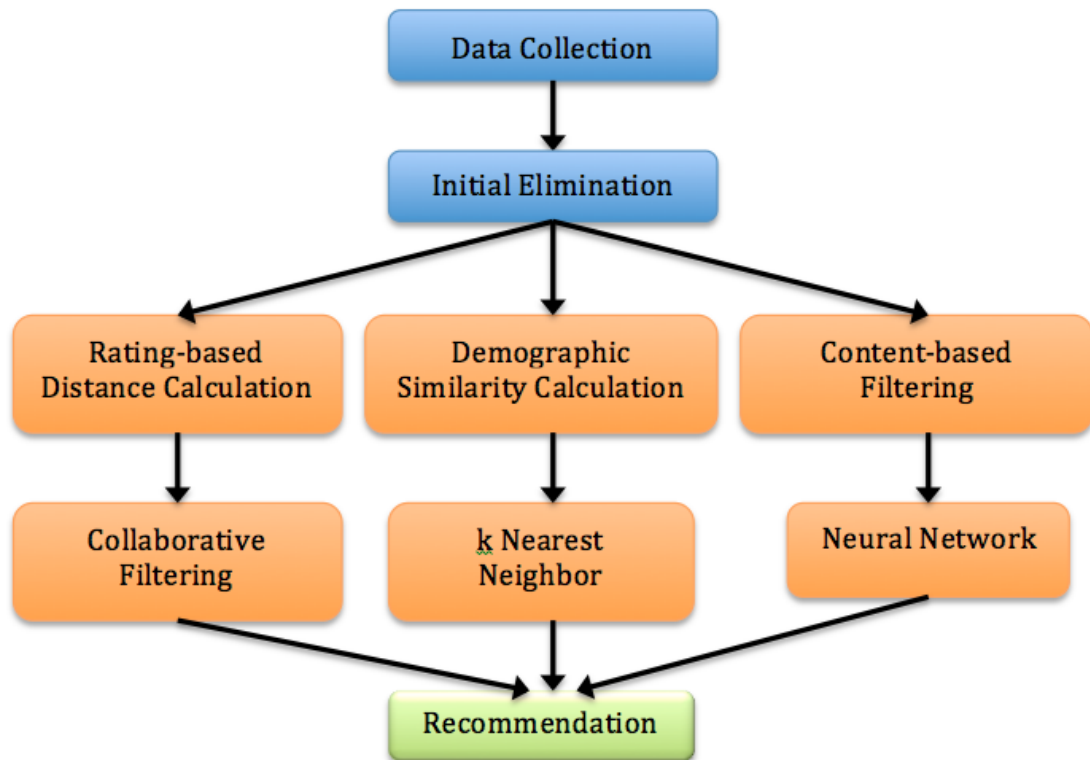 Data Collection
Initial Elimination
Rating-based
Distance Calculation
Demographic
Similarity Calculation
Content-based
Filtering
Collaborative
Filtering
k Nearest
Neighbor
Neural Network
Recommendation